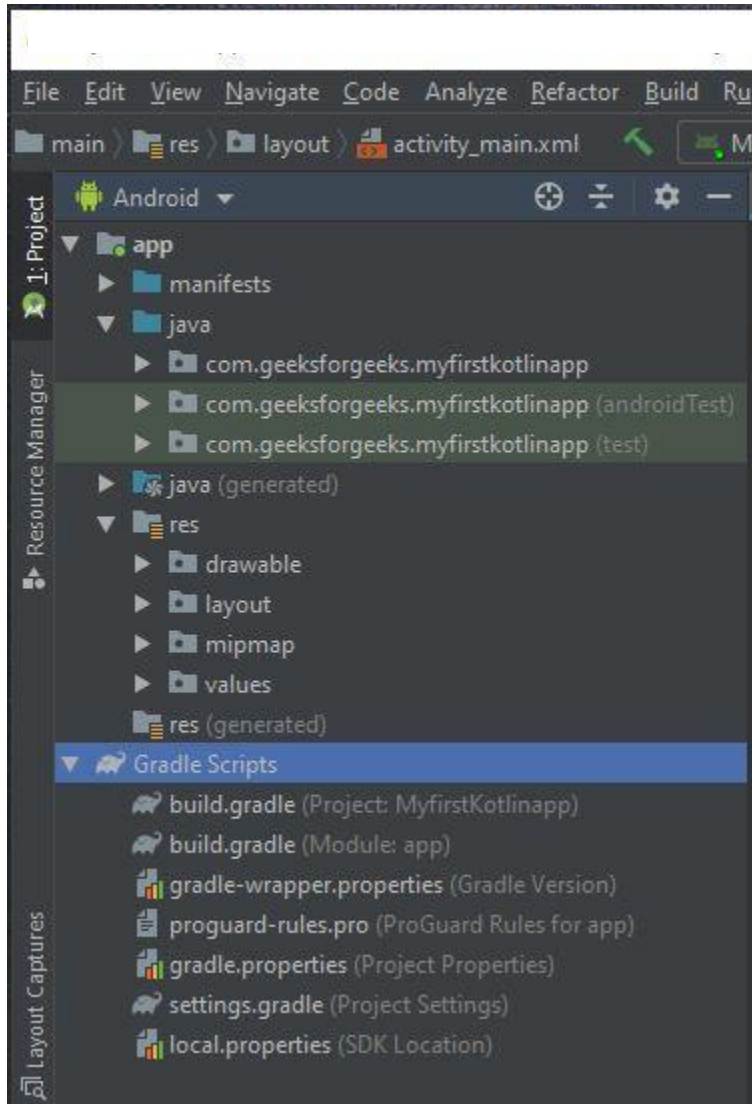 File Edit View Navigate Code Analyze Refactor Build Ru
main res layout activity_main.xml M
1: Project
Resource Manager
Layout Captures
Android
app
manifests
java
com.geeksforgeeks.myfirstkotlinapp
com.geeksforgeeks.myfirstkotlinapp (androidTest)
com.geeksforgeeks.myfirstkotlinapp (test)
java (generated)
res
drawable
layout
mipmap
values
res (generated)
Gradle Scripts
build.gradle (Project: MyfirstKotlinapp)
build.gradle (Module: app)
gradle-wrapper.properties (Gradle Version)
proguard-rules.pro (ProGuard Rules for app)
gradle.properties (Project Properties)
settings.gradle (Project Settings)
local.properties (SDK Location)